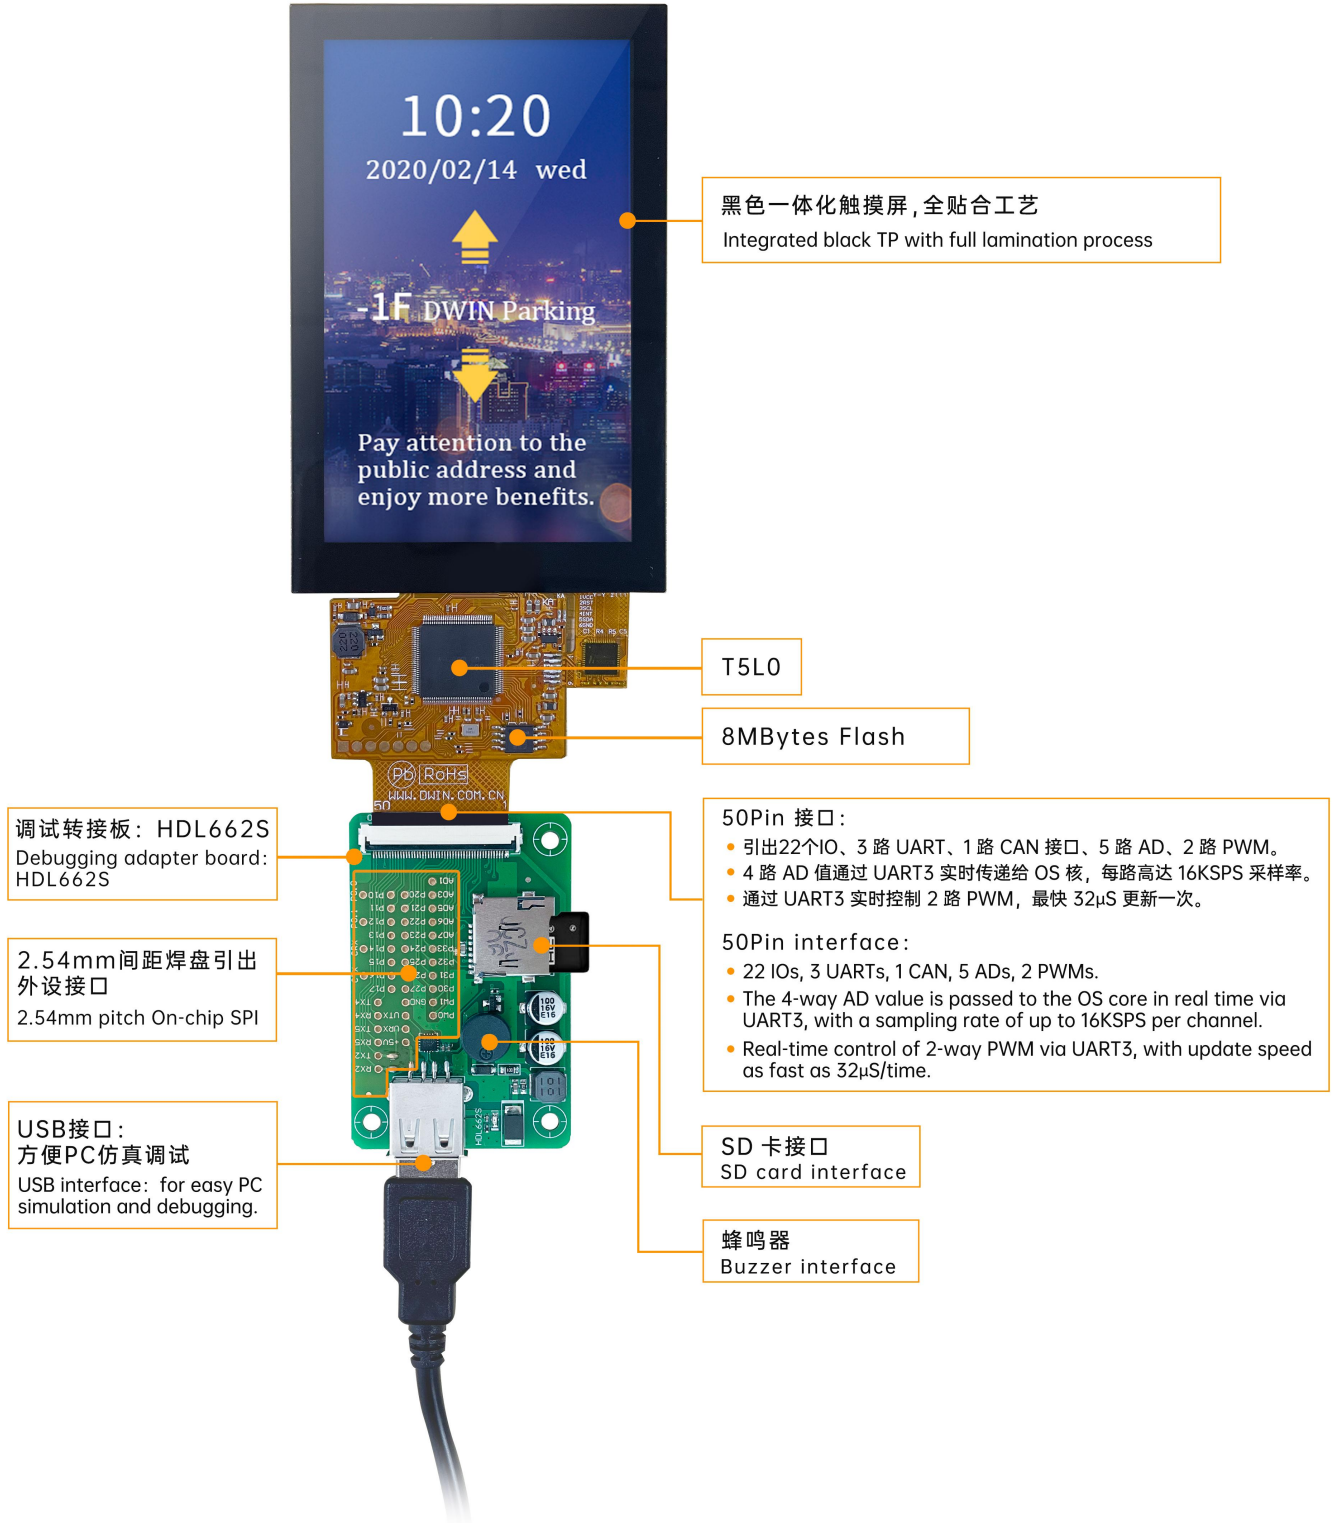 10:20
2020/02/14 wed
-1F DWIN Parking
Pay attention to the
public address and
enjoy more benefits.
黑色一体化触摸屏,全贴合工艺
Integrated black TP with full lamination process
T5L0
8MBytes Flash
Pb RoHs
WWW.DWIN.COM.CN
50 1
调试转接板: HDL662S
Debugging adapter board:
HDL662S
2.54mm间距焊盘引出
外设接口
2.54mm pitch On-chip SPI
USB接口:
方便PC仿真调试
USB interface: for easy PC
simulation and debugging.
50Pin 接口:
引出22个IO、3 路 UART、1 路 CAN 接口、5 路 AD、2 路 PWM。
4 路 AD 值通过 UART3 实时传递给 OS 核，每路高达 16KSPS 采样率。
通过 UART3 实时控制 2 路 PWM，最快 32μS 更新一次。
50Pin interface:
22 IOs, 3 UARTs, 1 CAN, 5 ADs, 2 PWMs.
The 4-way AD value is passed to the OS core in real time via
UART3, with a sampling rate of up to 16KSPS per channel.
Real-time control of 2-way PWM via UART3, with update speed
as fast as 32μS/time.
SD 卡接口
SD card interface
蜂鸣器
Buzzer interface
220
100
16V
E16
100
16V
E16
101
HDL662S